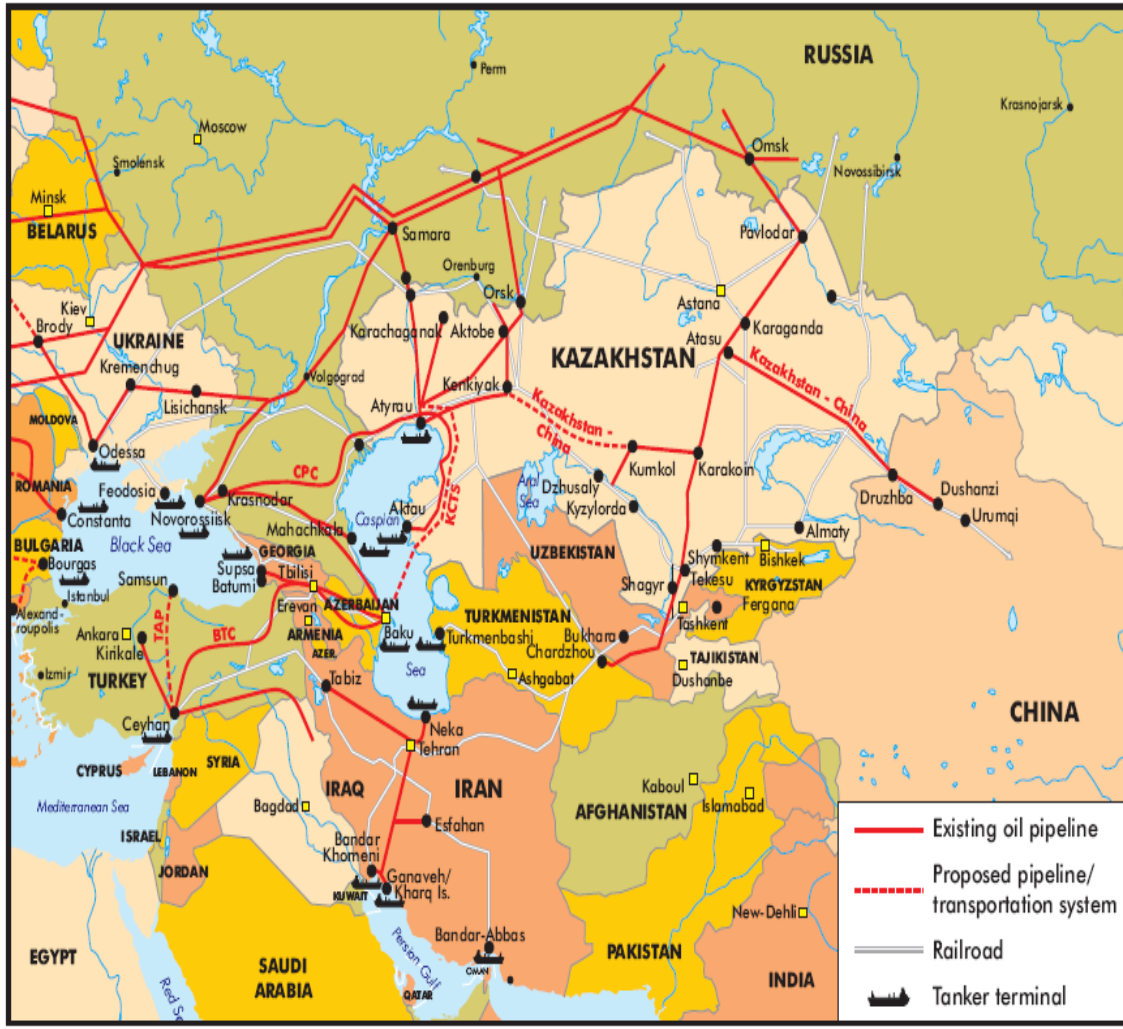 RUSSIA
Perm
Krasnojarsk
Moscow
Omsk
Smolensk
Novossibirsk
Minsk
BELARUS
Samara
Pavlodar
Orenburg
Orsk
Astana
Kiev
Brody
UKRAINE
Karachaganak
Aktobe
Karaganda
Atasu
KAZAKHSTAN
Kremenchug
Volgograd
Kenkiyak
Kazakhstan - China
Lisichansk
Atyrau
Kazakhstan -
China
MOLDOVA
Odessa
CPC
KCTS
Kumkol
Karakoin
Aral
Sea
Dzhusaly
Druzhba
Dushanzi
ROMANIA
Feodosia
Krasnodar
Kyzylorda
Urumqi
Constanta
Novorossiisk
Caspian
Aktau
Almaty
Mahachkala
BULGARIA
Black Sea
GEORGIA
UZBEKISTAN
Shymkent
Bishkek
Bourgas
Supsa
Tbilisi
Tekesu
KYRGYZSTAN
Samsun
Batumi
Shagyr
Istanbul
Erevan
AZERBAIJAN
TURKMENISTAN
Fergana
Alexand-
roupolis
Tashkent
TAP
BTC
ARMENIA
Baku
Turkmenbashi
Bukhara
Ankara
Kirikale
AZER.
Chardzhou
TAJIKISTAN
Izmir
TURKEY
Sea
Ashgabat
Dushanbe
Tabiz
CHINA
Ceyhan
Neka
Tehran
CYPRUS
LEBANON
SYRIA
IRAQ
IRAN
Kaboul
Islamabad
Mediterranean Sea
Bagdad
AFGHANISTAN
Esfahan
ISRAEL
Bandar
Khomeni
JORDAN
Ganaveh/
Kharq Is.
KUWAIT
New-Dehli
Bandar-Abbas
EGYPT
Persian Gulf
PAKISTAN
SAUDI
ARABIA
OMAN
INDIA
QATAR
Red Se
Existing oil pipeline
Proposed pipeline/
transportation system
Railroad
Tanker terminal